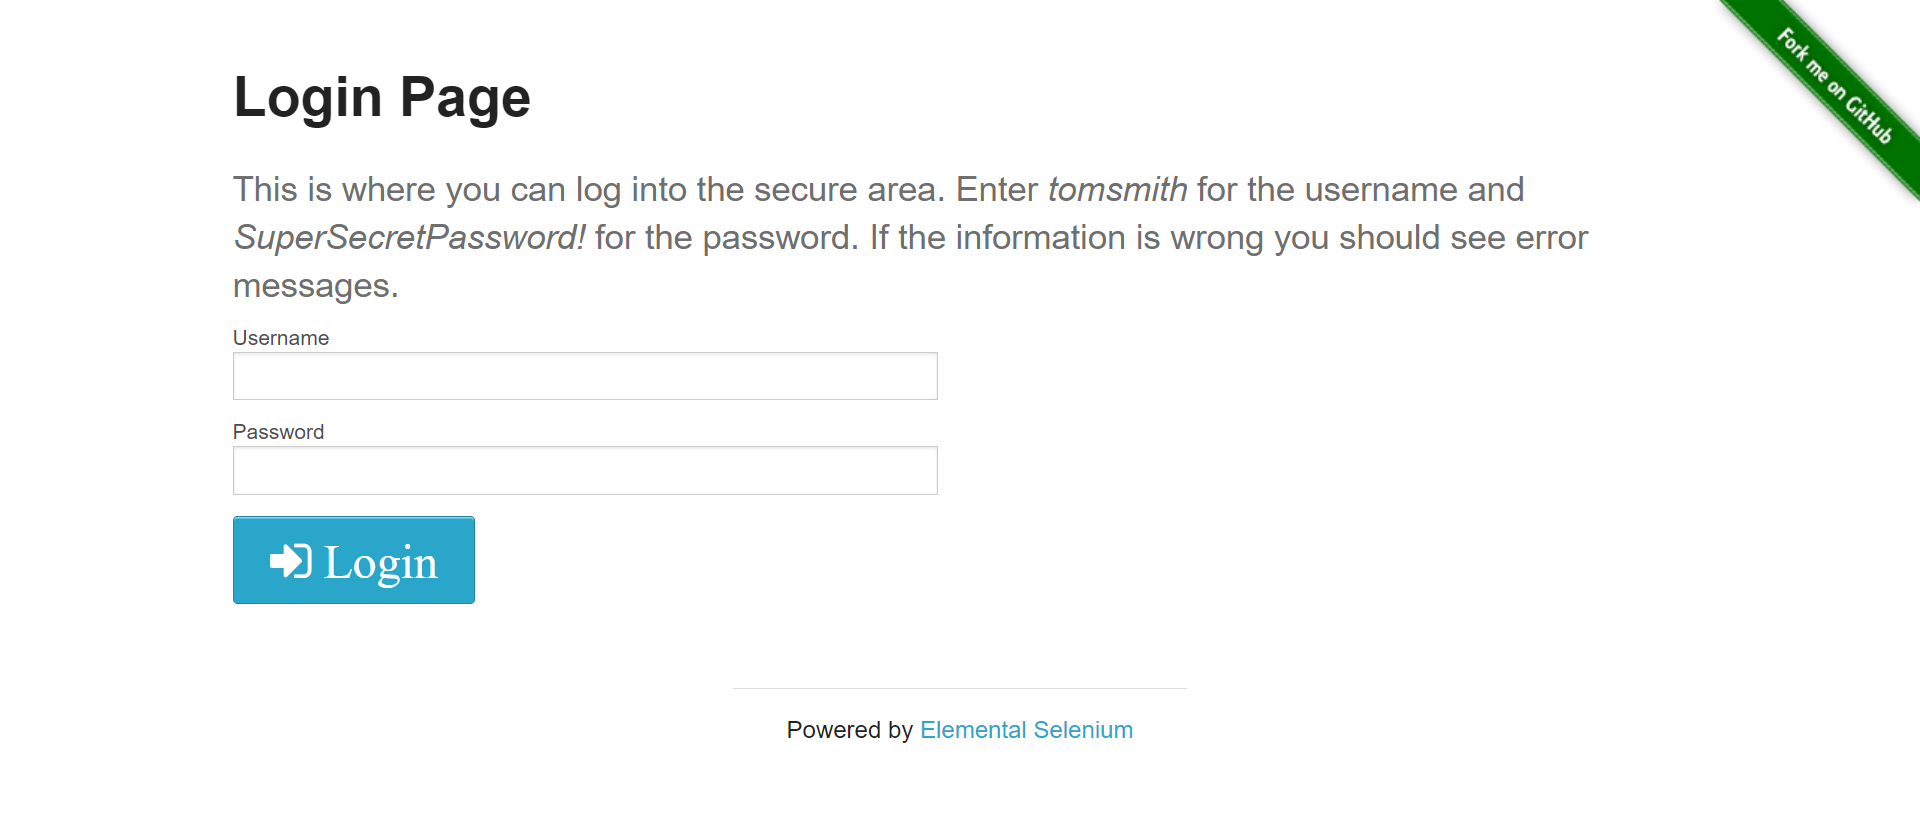 Fork me on GitHub
Login Page
This is where you can log into the secure area. Enter tomsmith for the username and
SuperSecretPassword! for the password. If the information is wrong you should see error
messages.
Username
Password
Login
Powered by Elemental Selenium